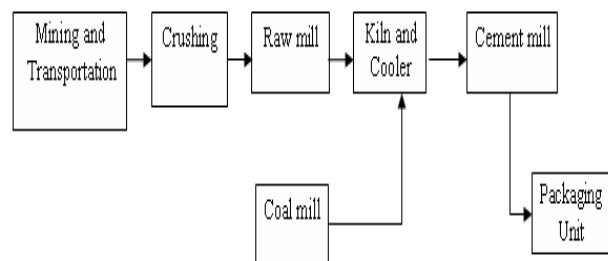 Mining and
Transportation
Crushing
Raw mill
Kiln and
Cooler
Cement mill
Coal mill
Packaging
Unit